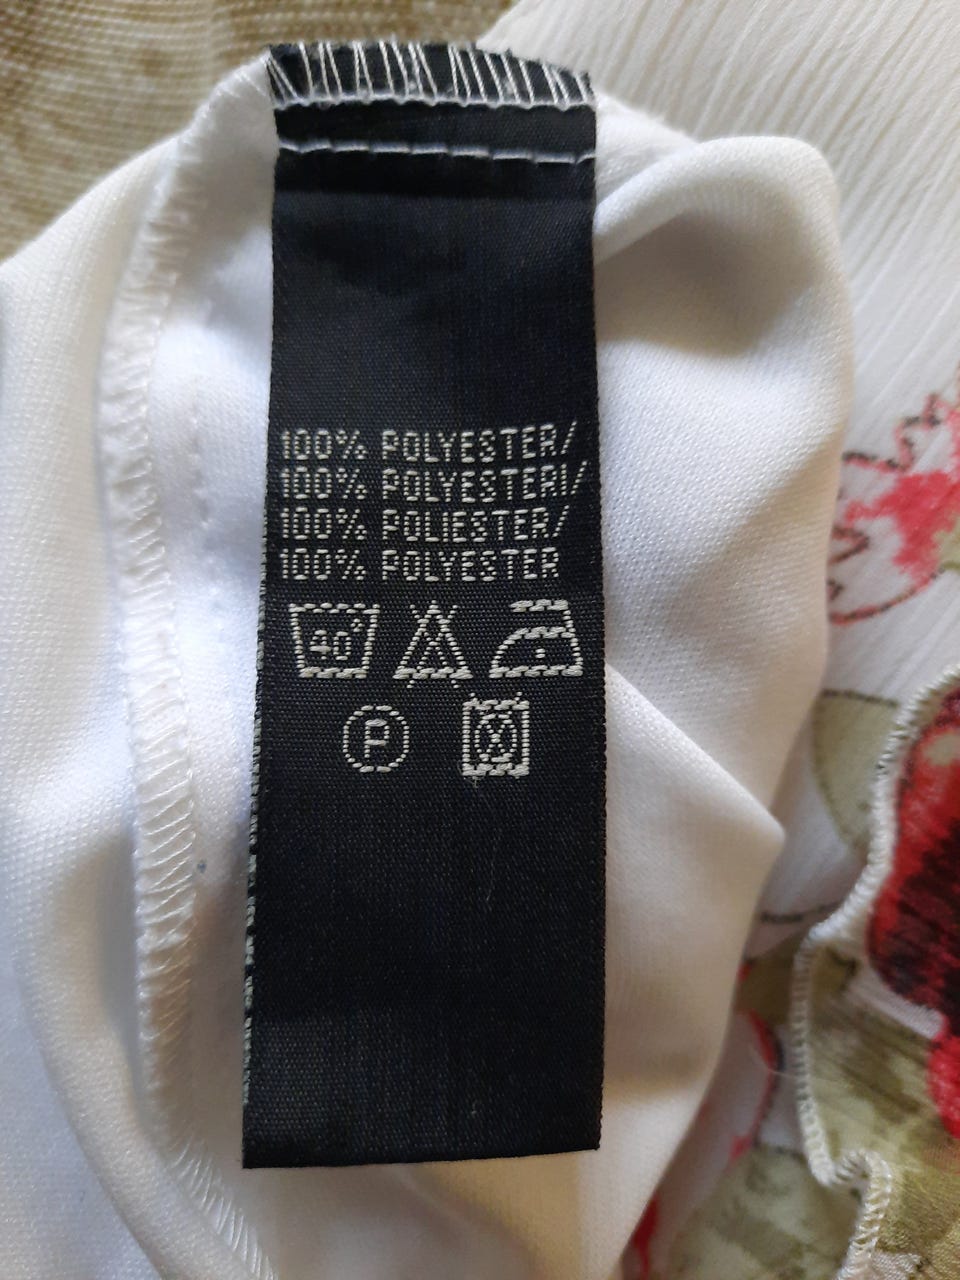 100% POLYESTER/
100% POLYESTERI/
100% POLIESTER/
100% POLYESTER
40°
P